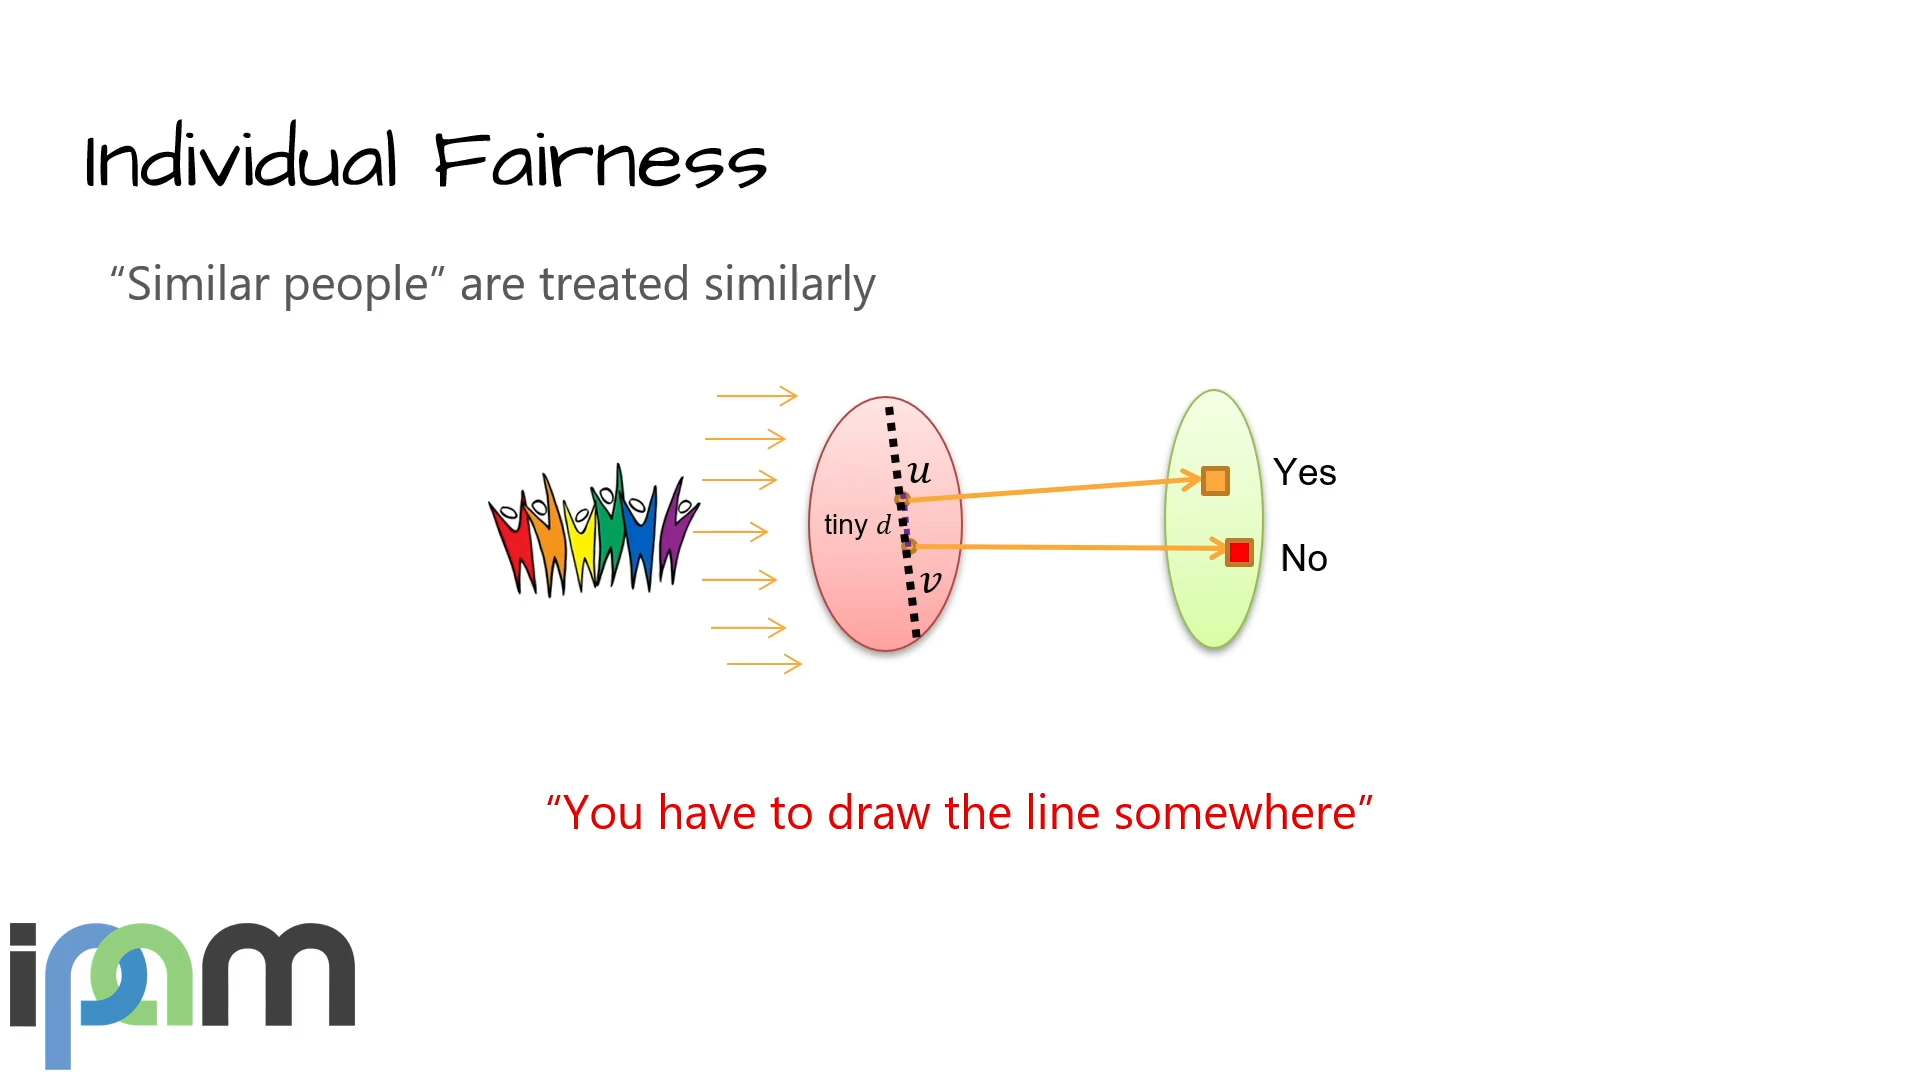 Individual Fairness
“Similar people” are treated similarly
u
tiny d
v
Yes
No
“You have to draw the line somewhere”
ipam